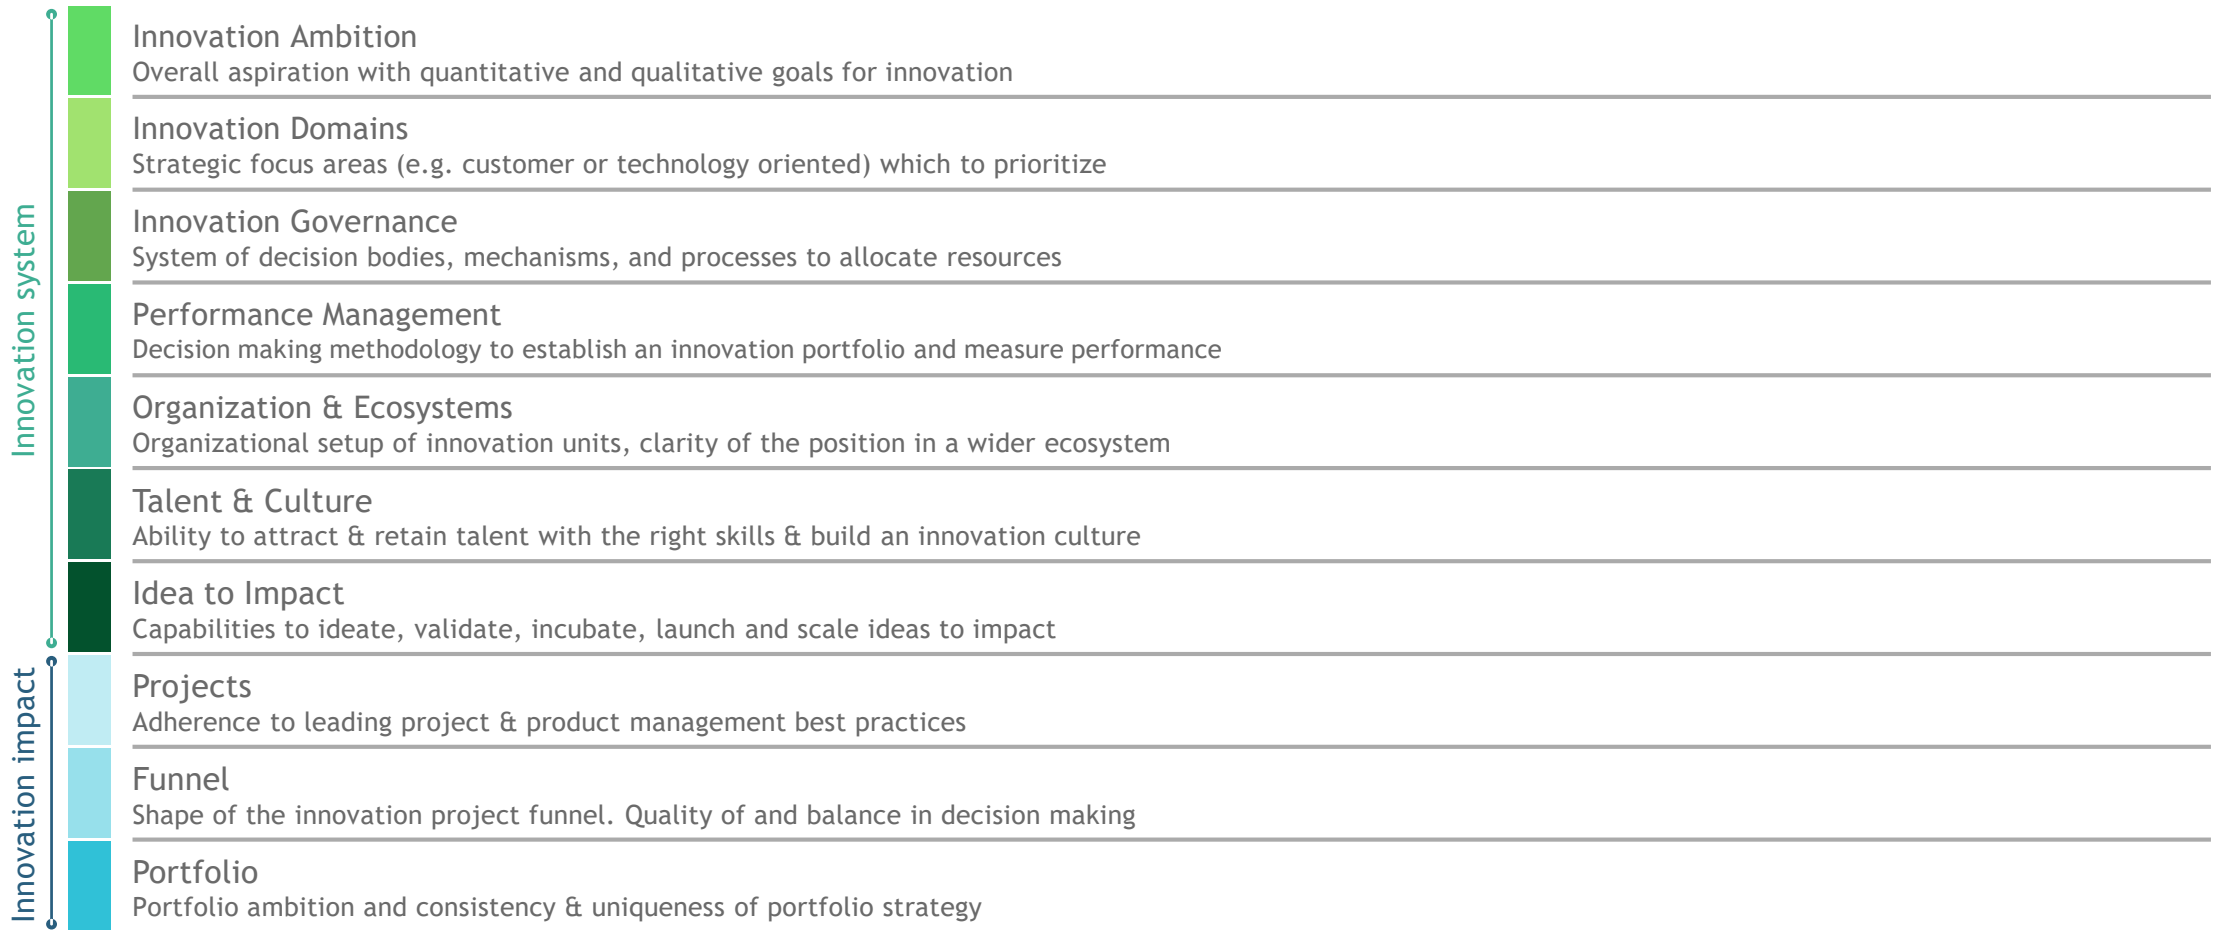 Innovation system
Innovation Ambition
Overall aspiration with quantitative and qualitative goals for innovation
Innovation Domains
Strategic focus areas (e.g. customer or technology oriented) which to prioritize
Innovation Governance
System of decision bodies, mechanisms, and processes to allocate resources
Performance Management
Decision making methodology to establish an innovation portfolio and measure performance
Organization & Ecosystems
Organizational setup of innovation units, clarity of the position in a wider ecosystem
Talent & Culture
Ability to attract & retain talent with the right skills & build an innovation culture
Idea to Impact
Capabilities to ideate, validate, incubate, launch and scale ideas to impact
Innovation impact
Projects
Adherence to leading project & product management best practices
Funnel
Shape of the innovation project funnel. Quality of and balance in decision making
Portfolio
Portfolio ambition and consistency & uniqueness of portfolio strategy